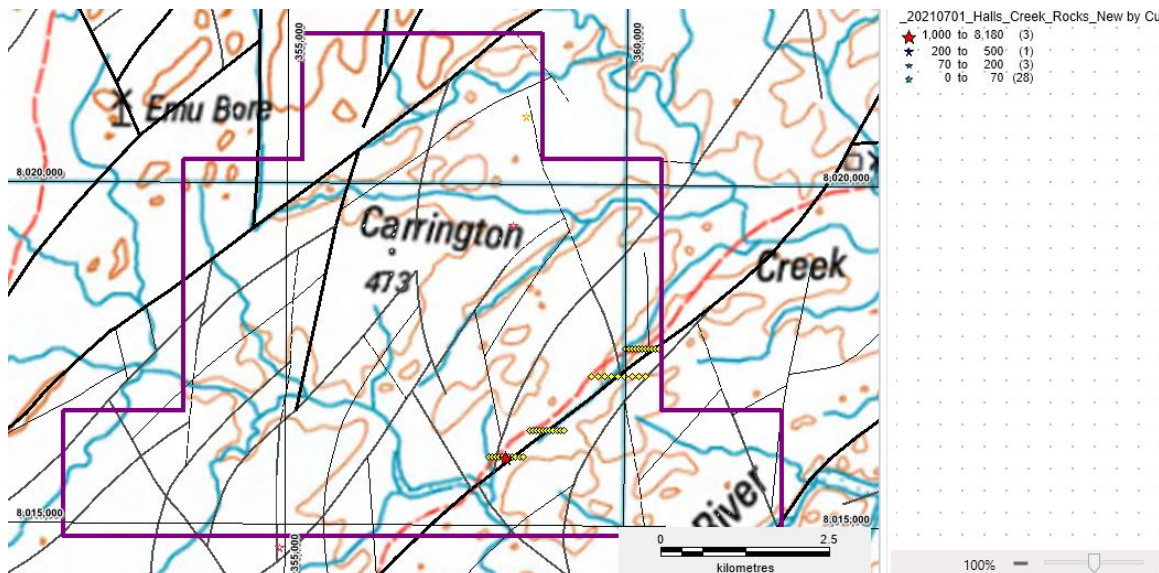 _20210701_Halls_Creek_Rocks_New by Cu
1,000 to 8,180 (3)
200 to 500 (1)
70 to 200 (3)
0 to 70 (28)
355,000
360,000
Emu Bore
8,020,000
8,020,000
Carrington
473
Creek
River
8,015,000
8,015,000
355,000
0 2.5
kilometres
100%